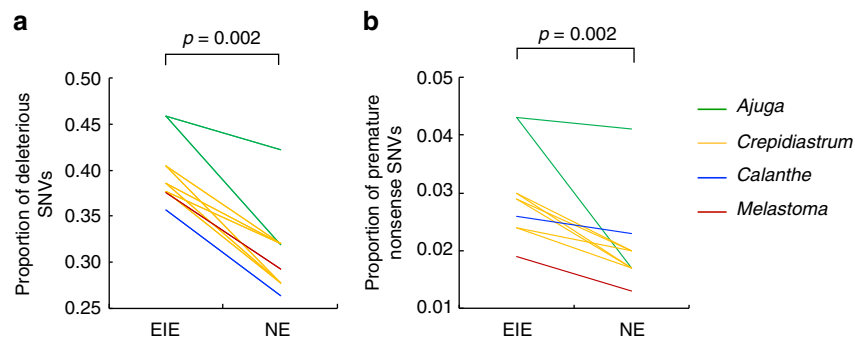 a
p = 0.002
Proportion of deleterious
SNVs
0.50
0.45
0.40
0.35
0.30
0.25
EIE
NE
b
p = 0.002
Proportion of premature
nonsense SNVs
0.05
0.04
0.03
0.02
0.01
EIE
NE
Ajuga
Crepidiastrum
Calanthe
Melastoma